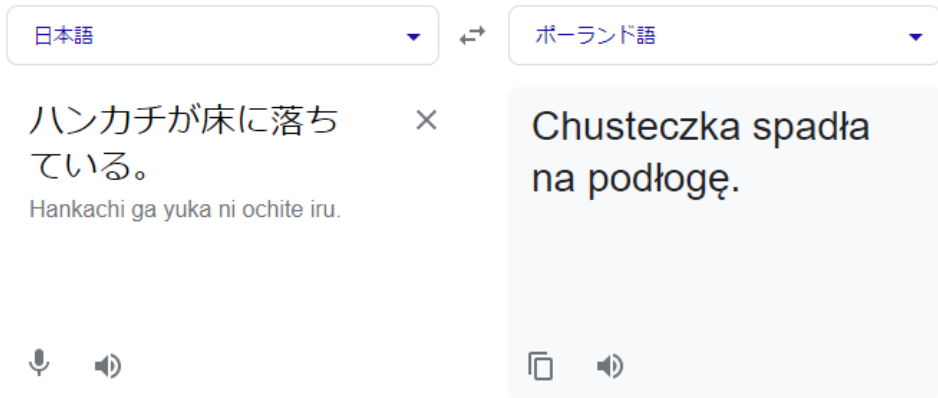 日本語
ポーランド語
ハンカチが床に落ち
ている。
Hankachi ga yuka ni ochite iru.
Chusteczka spadła
na podłogę.